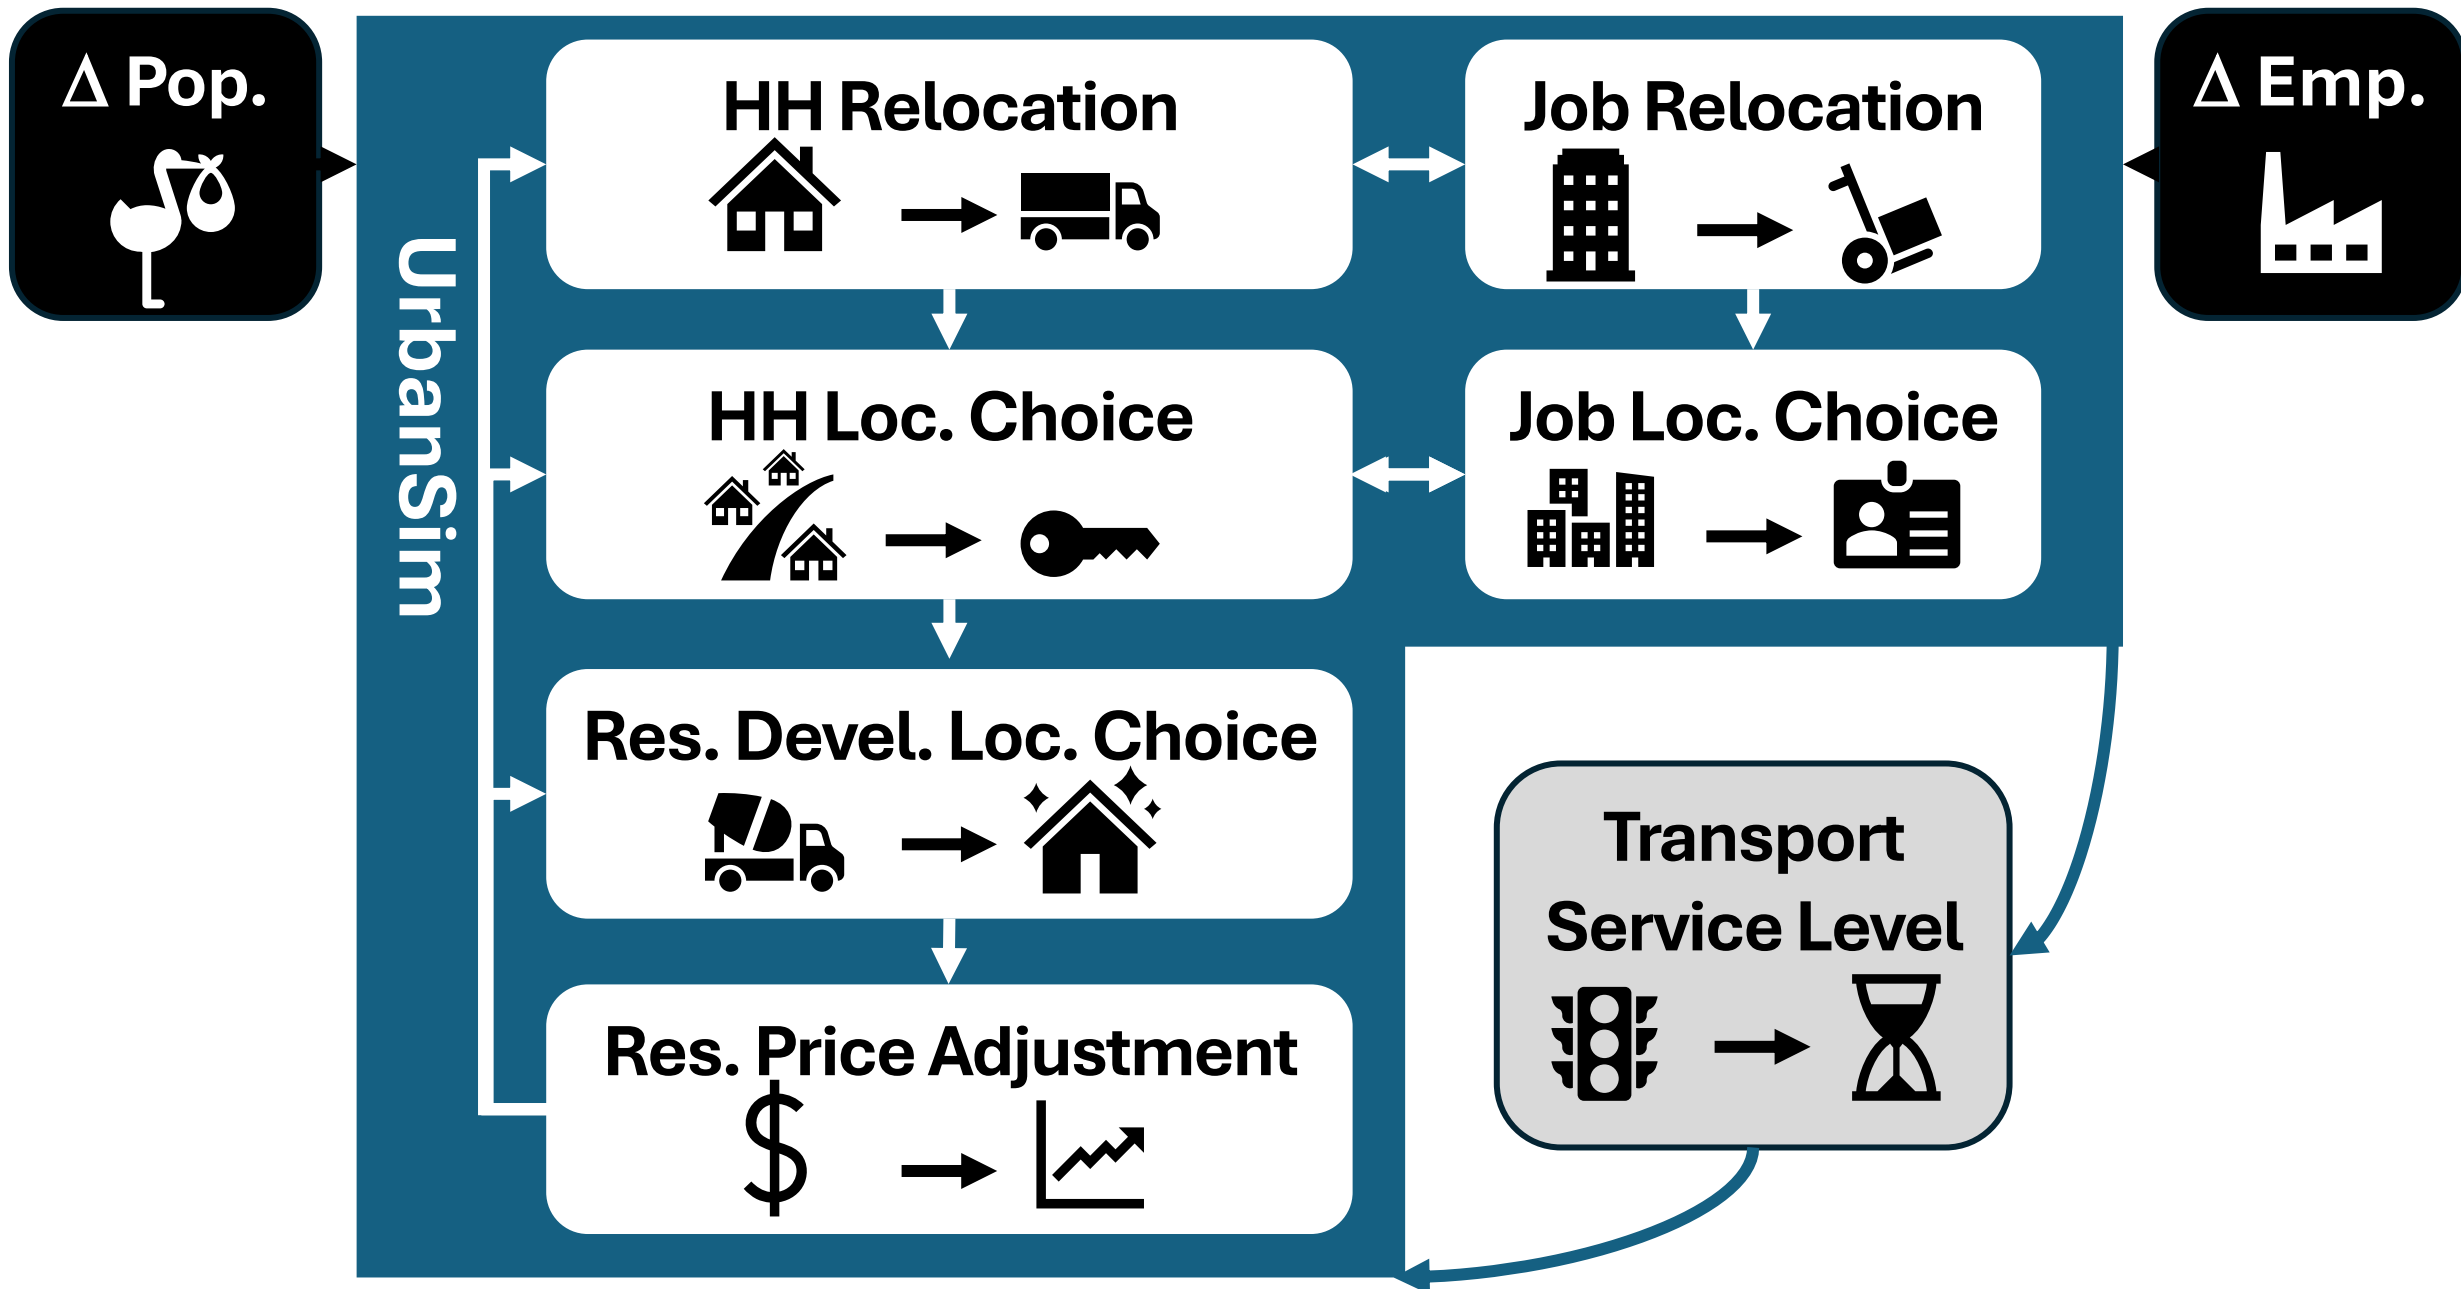 Δ Pop.
UrbanSim
HH Relocation
Job Relocation
Δ Emp.
HH Loc. Choice
Job Loc. Choice
Res. Devel. Loc. Choice
Res. Price Adjustment
Transport
Service Level